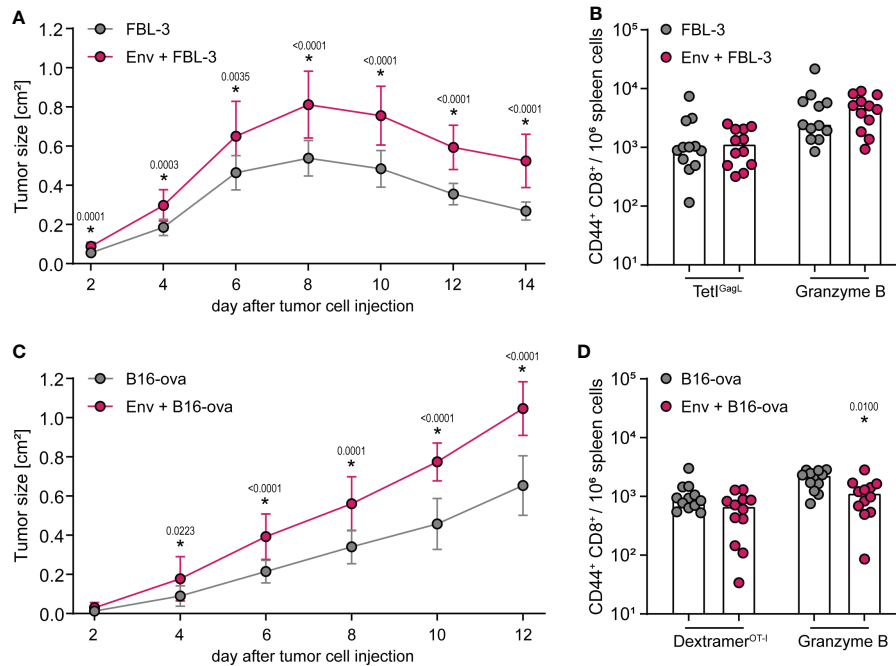 A
FBL-3
Env + FBL-3
Tumor size [cm²]
1.2
1.0
0.8
0.6
0.4
0.2
0.0
0.0001
*
0.0003
*
0.0035
*
<0.0001
*
<0.0001
*
<0.0001
*
<0.0001
*
2 4 6 8 10 12 14
day after tumor cell injection
B
FBL-3
Env + FBL-3
CD44⁺ CD8⁺ / 10⁶ spleen cells
10⁵
10⁴
10³
10²
10¹
TetI^GagL Granzyme B
C
B16-ova
Env + B16-ova
Tumor size [cm²]
1.2
1.0
0.8
0.6
0.4
0.2
0.0
0.0223
*
<0.0001
*
0.0001
*
<0.0001
*
<0.0001
*
2 4 6 8 10 12
day after tumor cell injection
D
B16-ova
Env + B16-ova
0.0100
*
CD44⁺ CD8⁺ / 10⁶ spleen cells
10⁵
10⁴
10³
10²
10¹
Dextramer^OT-I Granzyme B